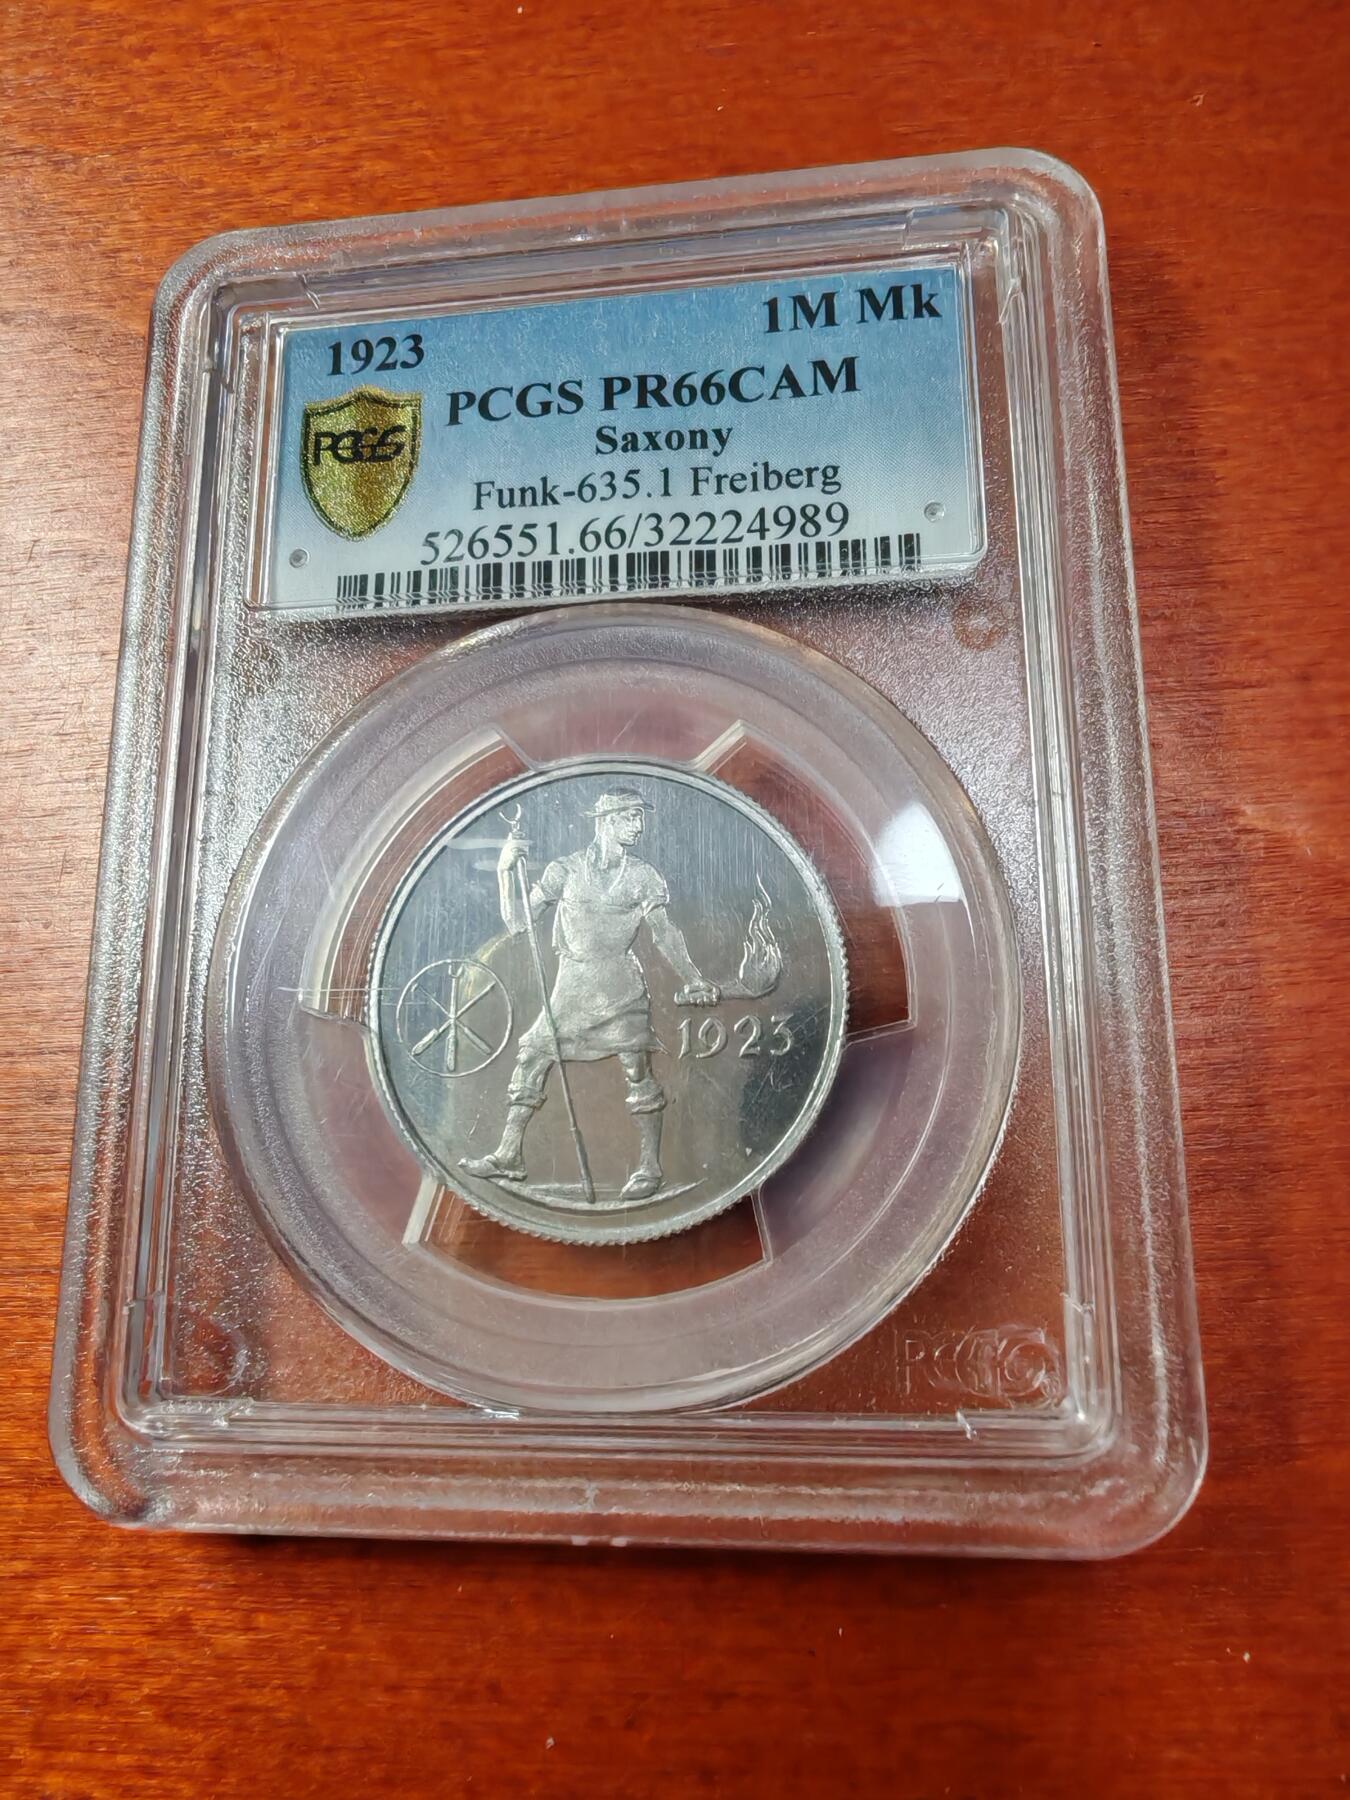 1923 1M Mk
PCGS PR66CAM
PCGS
Saxony
Funk-635.1 Freiberg
526551.66/32224989
1923
PCGS